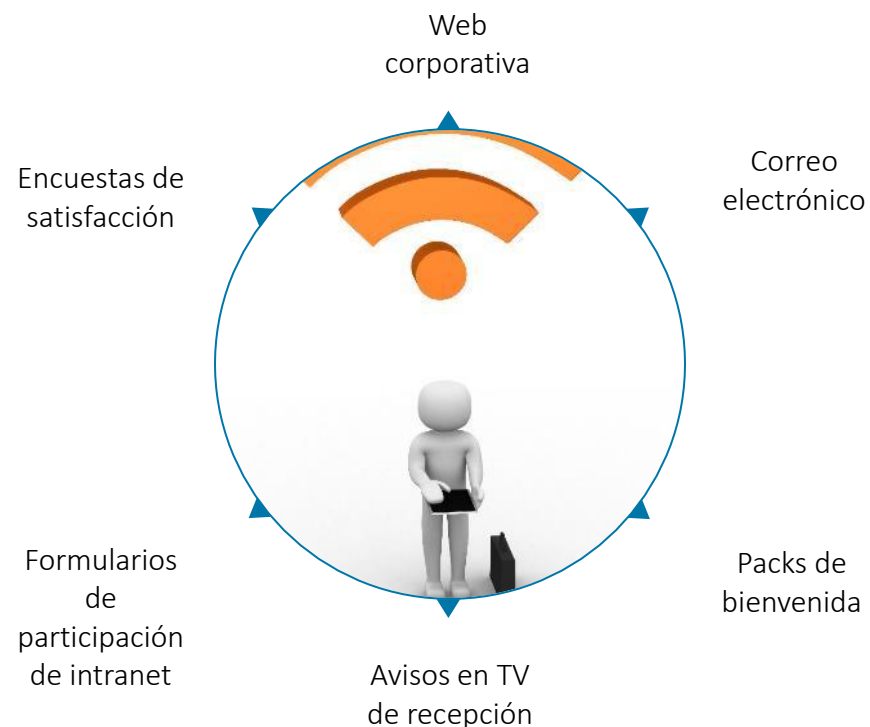 Web
corporativa
Correo
electrónico
Packs de
bienvenida
Avisos en TV
de recepción
Formularios
de
participación
de intranet
Encuestas de
satisfacción